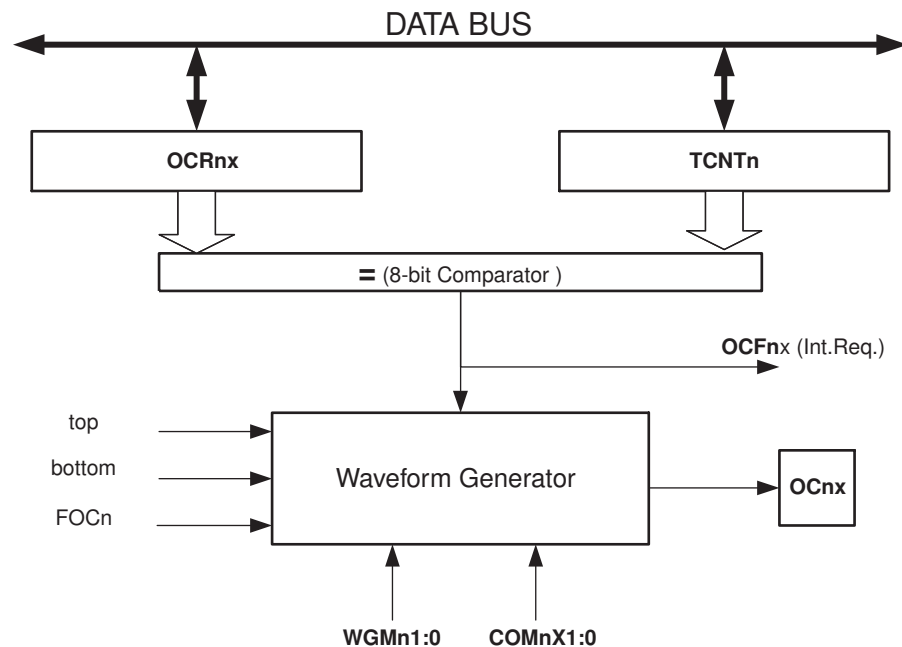 DATA BUS
OCRnx
TCNTn
= (8-bit Comparator )
OCFnx (Int.Req.)
top
bottom
FOCn
Waveform Generator
OCnx
WGMn1:0
COMnX1:0